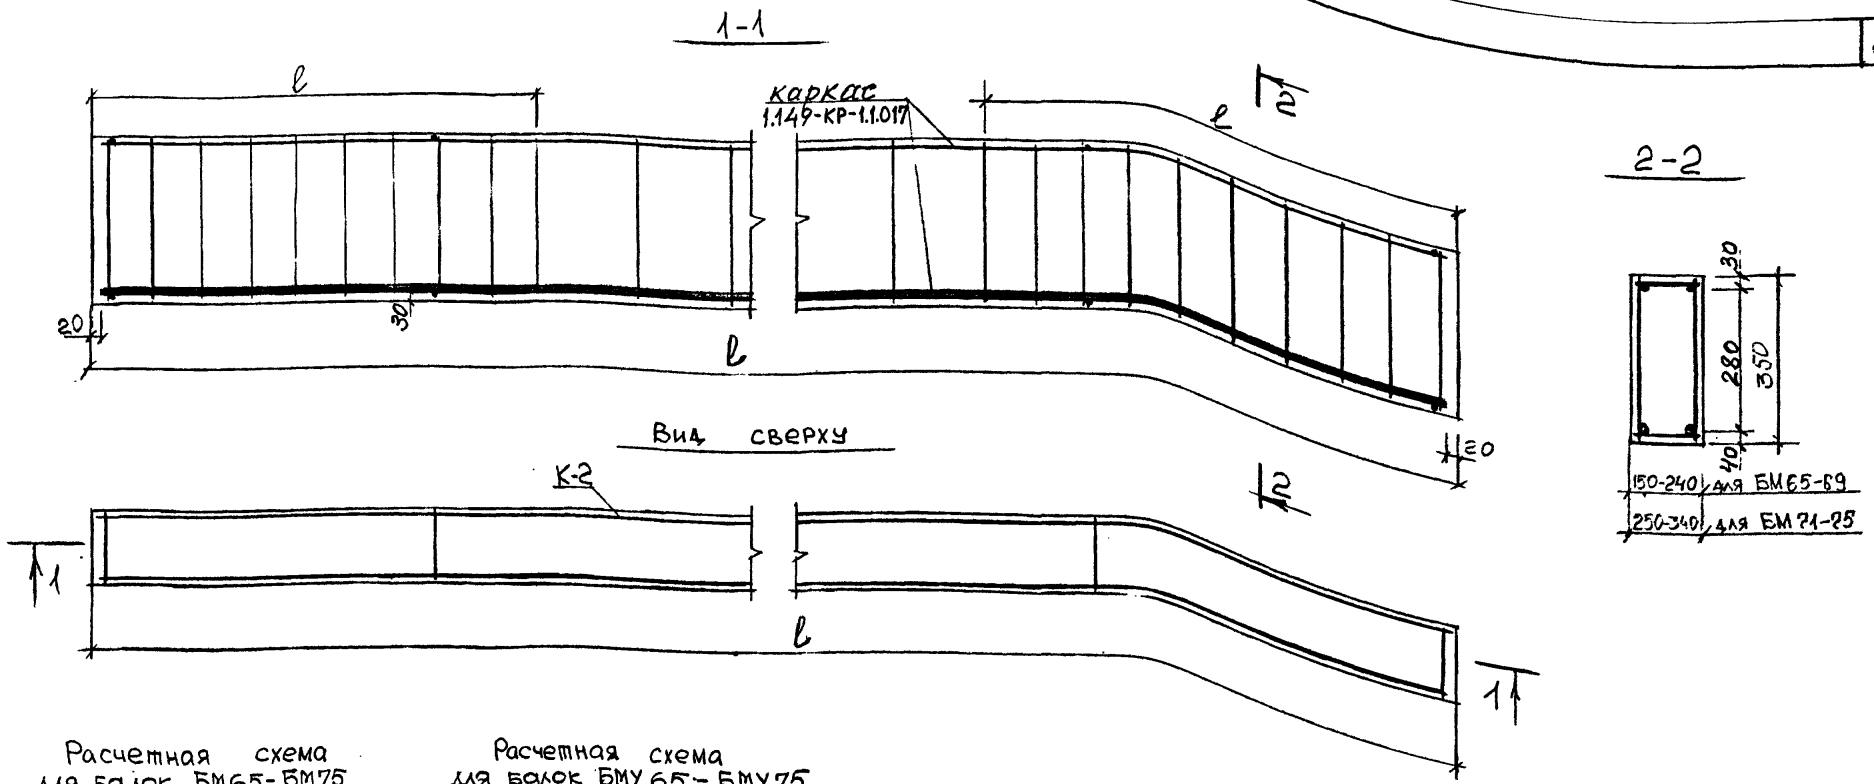 1-1
l
каркас
1.149-КР-1.1.017
l
2
2-2
30
280
350
40
20
30
l
20
Вид сверху
К-2
2
150-240 для БМ65-69
250-340 для БМ71-75
1
l
1
Расчетная схема
для балок БМ65-БМ75
Расчетная схема
для балок БМУ65-БМУ75